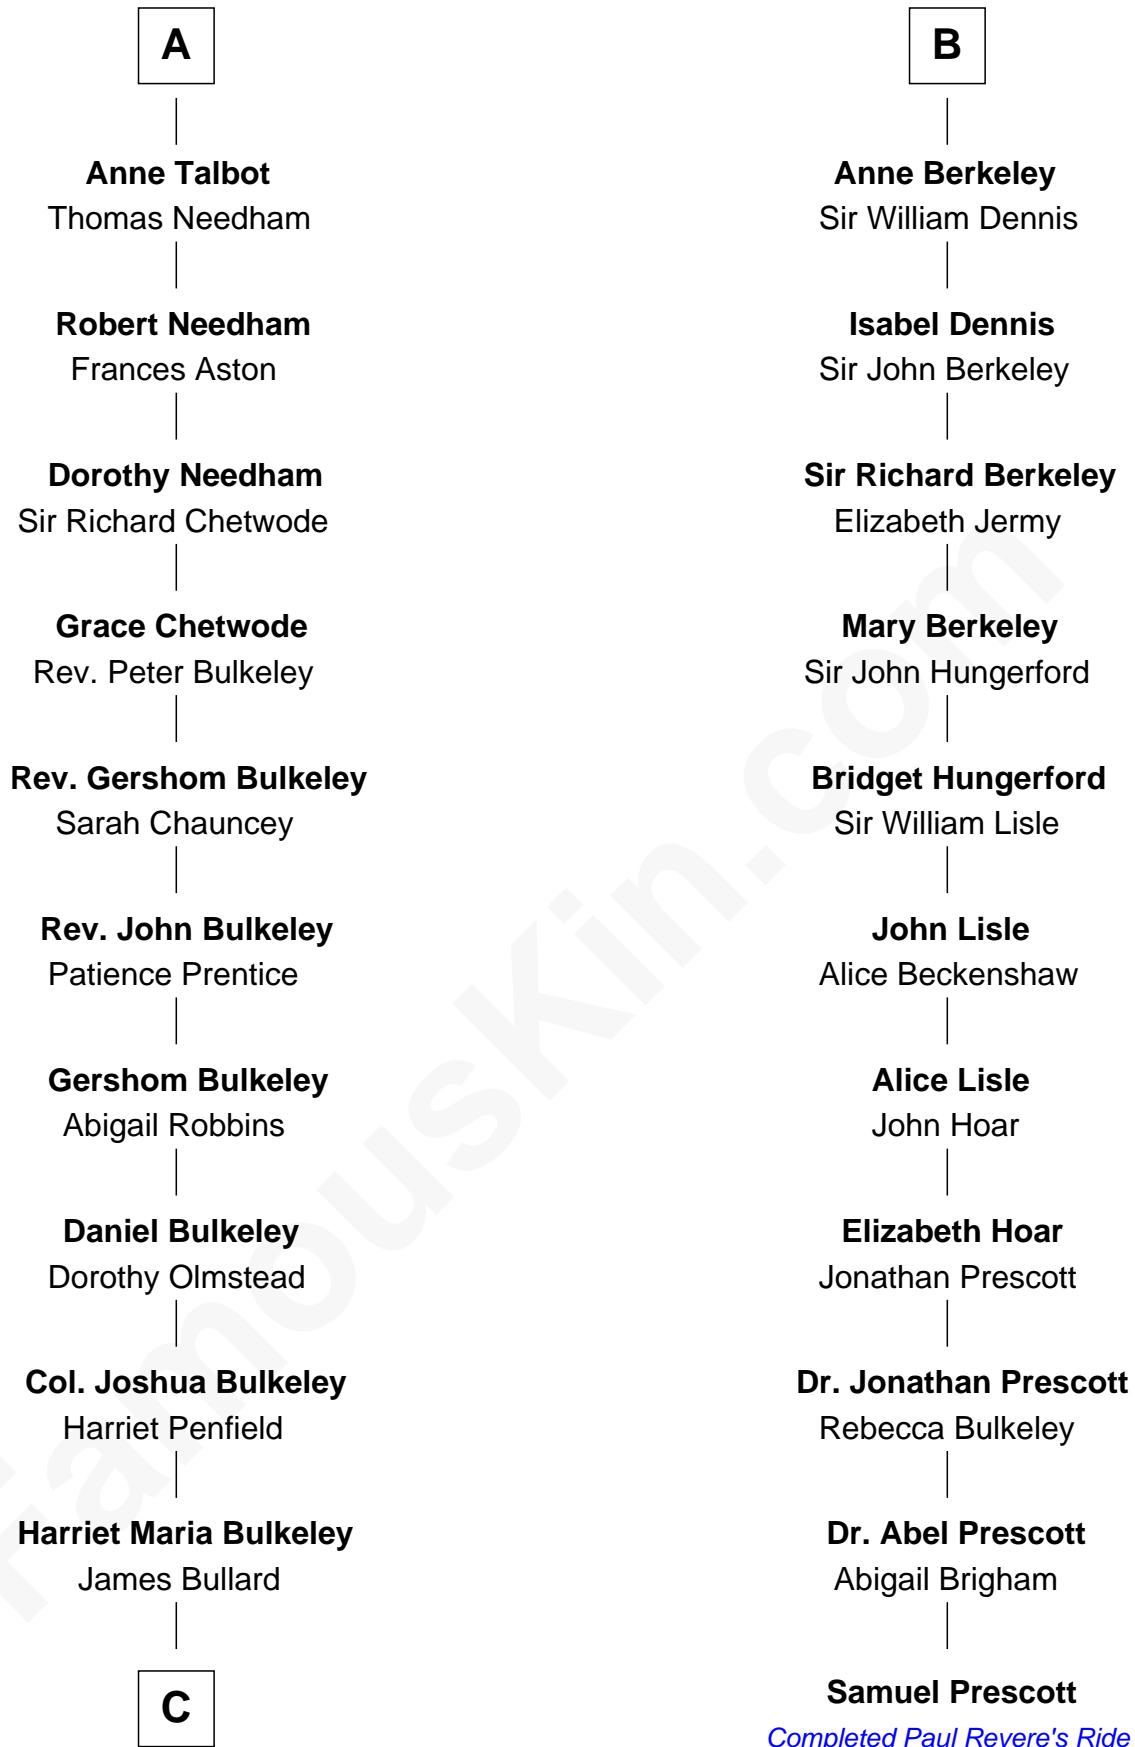 A
Anne Talbot
Thomas Needham
Robert Needham
Frances Aston
Dorothy Needham
Sir Richard Chetwode
Grace Chetwode
Rev. Peter Bulkeley
Rev. Gershom Bulkeley
Sarah Chauncey
Rev. John Bulkeley
Patience Prentice
Gershom Bulkeley
Abigail Robbins
Daniel Bulkeley
Dorothy Olmstead
Col. Joshua Bulkeley
Harriet Penfield
Harriet Maria Bulkeley
James Bullard
C
B
Anne Berkeley
Sir William Dennis
Isabel Dennis
Sir John Berkeley
Sir Richard Berkeley
Elizabeth Jermy
Mary Berkeley
Sir John Hungerford
Bridget Hungerford
Sir William Lisle
John Lisle
Alice Beckenshaw
Alice Lisle
John Hoar
Elizabeth Hoar
Jonathan Prescott
Dr. Jonathan Prescott
Rebecca Bulkeley
Dr. Abel Prescott
Abigail Brigham
Samuel Prescott
Completed Paul Revere's Ride
FamousKin.com